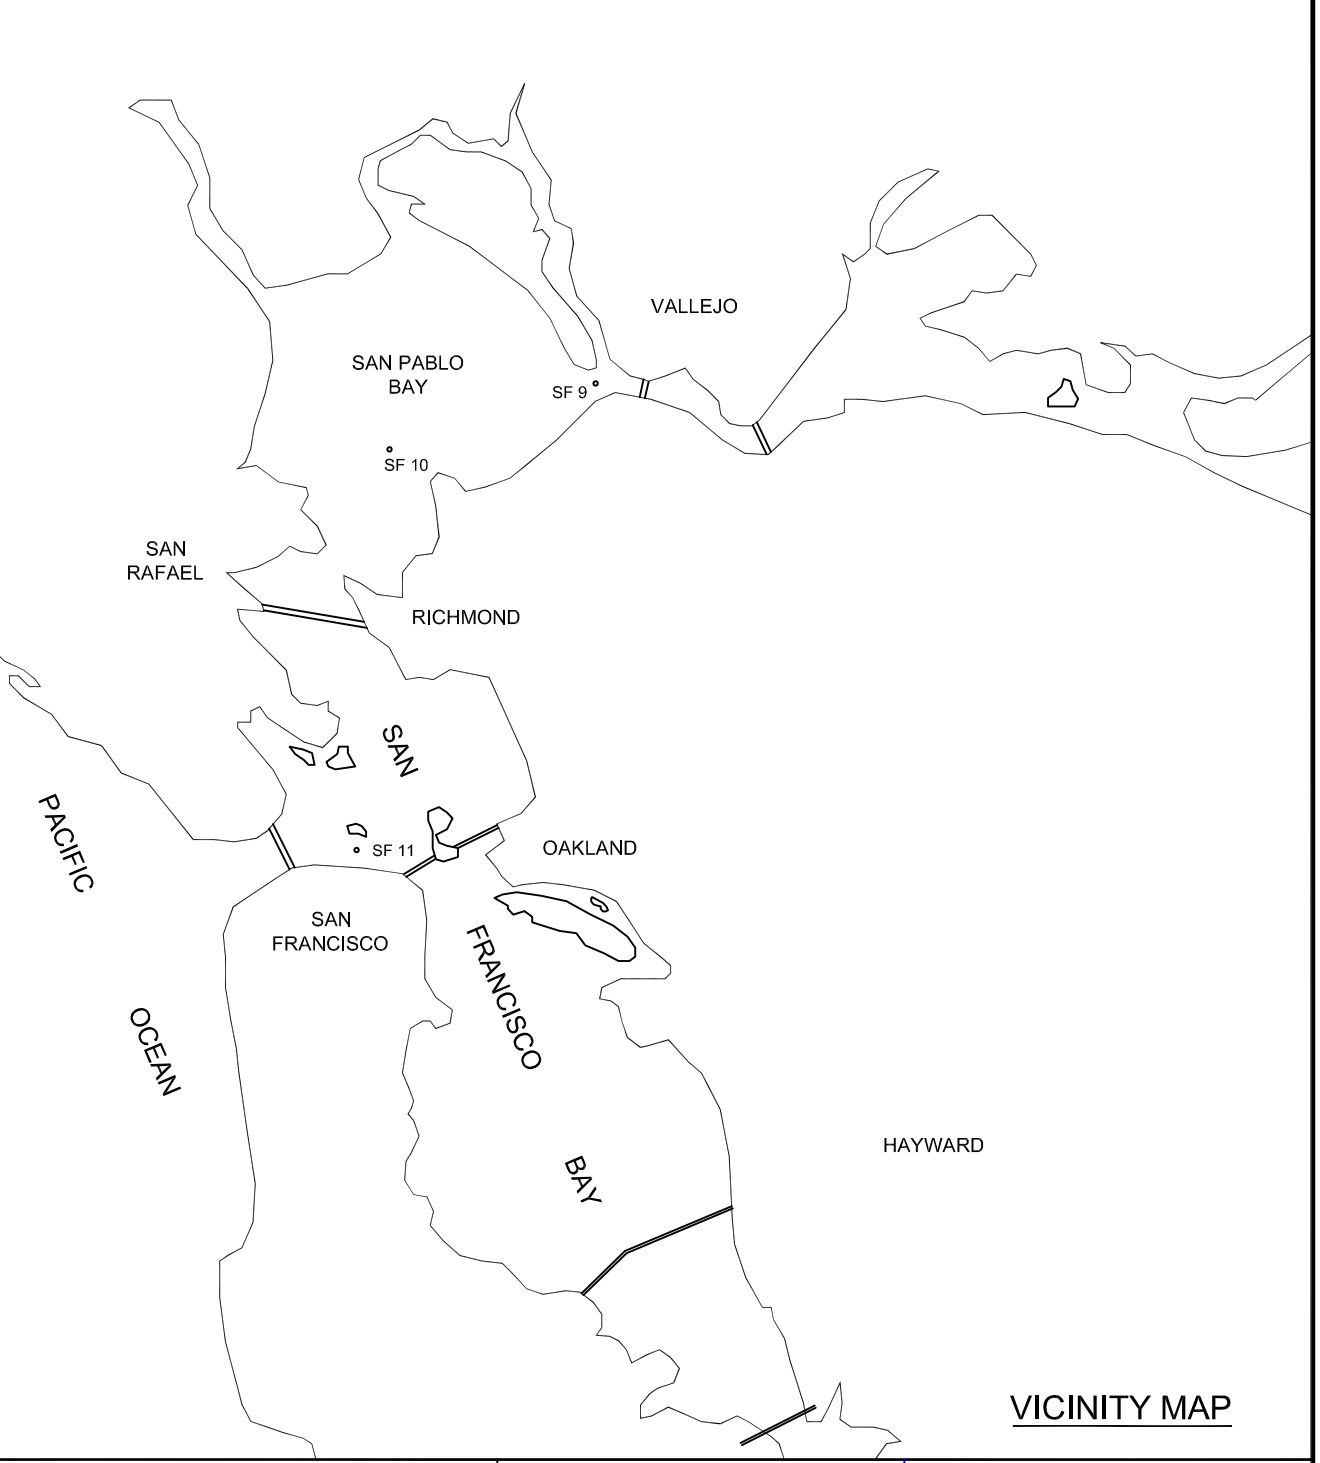 VALLEJO
SAN PABLO
BAY
SF 9
SF 10
SAN
RAFAEL
RICHMOND
SAN
PACIFIC
SF 11
OAKLAND
SAN
FRANCISCO
FRANCISCO
OCEAN
HAYWARD
BAY
VICINITY MAP